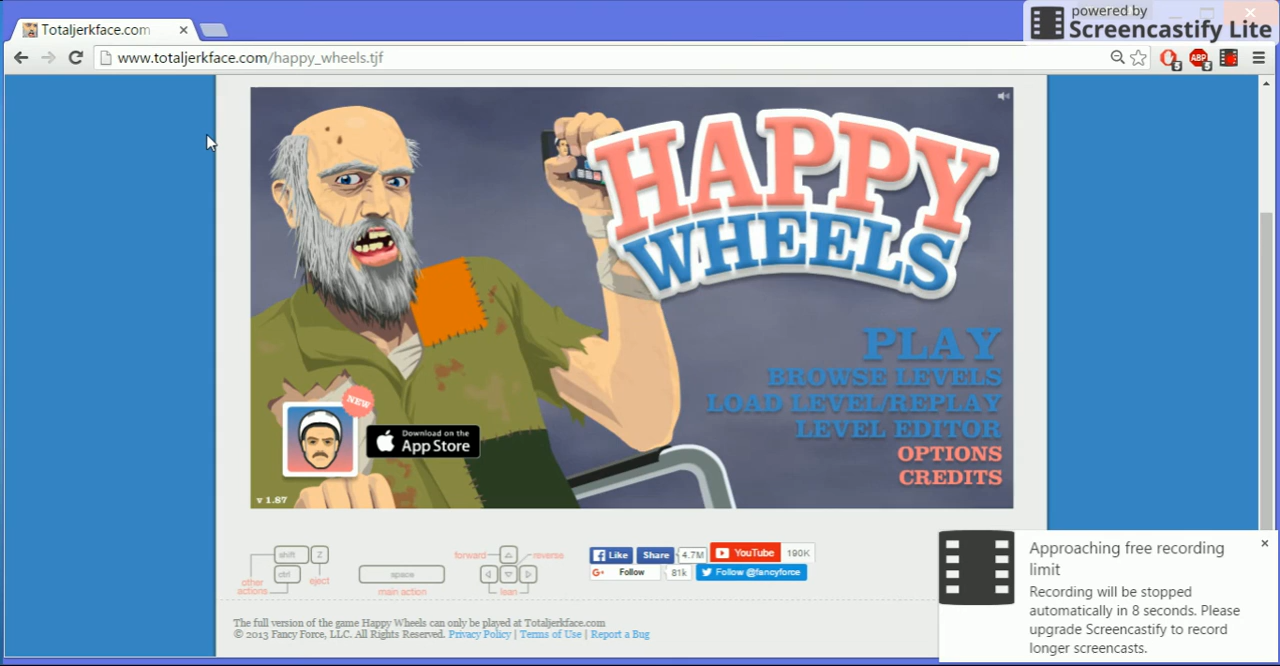 Totaljerkface.com
powered by
Screencastify Lite
www.totaljerkface.com/happy_wheels.tjf
5
ABP
5
HAPPY
WHEELS
PLAY
BROWSE LEVELS
LOAD LEVEL/REPLAY
LEVEL EDITOR
OPTIONS
CREDITS
NEW
Download on the
App Store
v 1.87
shift
Z
ctrl
eject
other
actions
space
main action
forward
reverse
lean
Like
Share
4.7M
YouTube
190K
G+ Follow
81k
Follow @fancyforce
The full version of the game Happy Wheels can only be played at Totaljerkface.com
© 2013 Fancy Force, LLC. All Rights Reserved. Privacy Policy | Terms of Use | Report a Bug
Approaching free recording
limit
Recording will be stopped
automatically in 8 seconds. Please
upgrade Screencastify to record
longer screencasts.